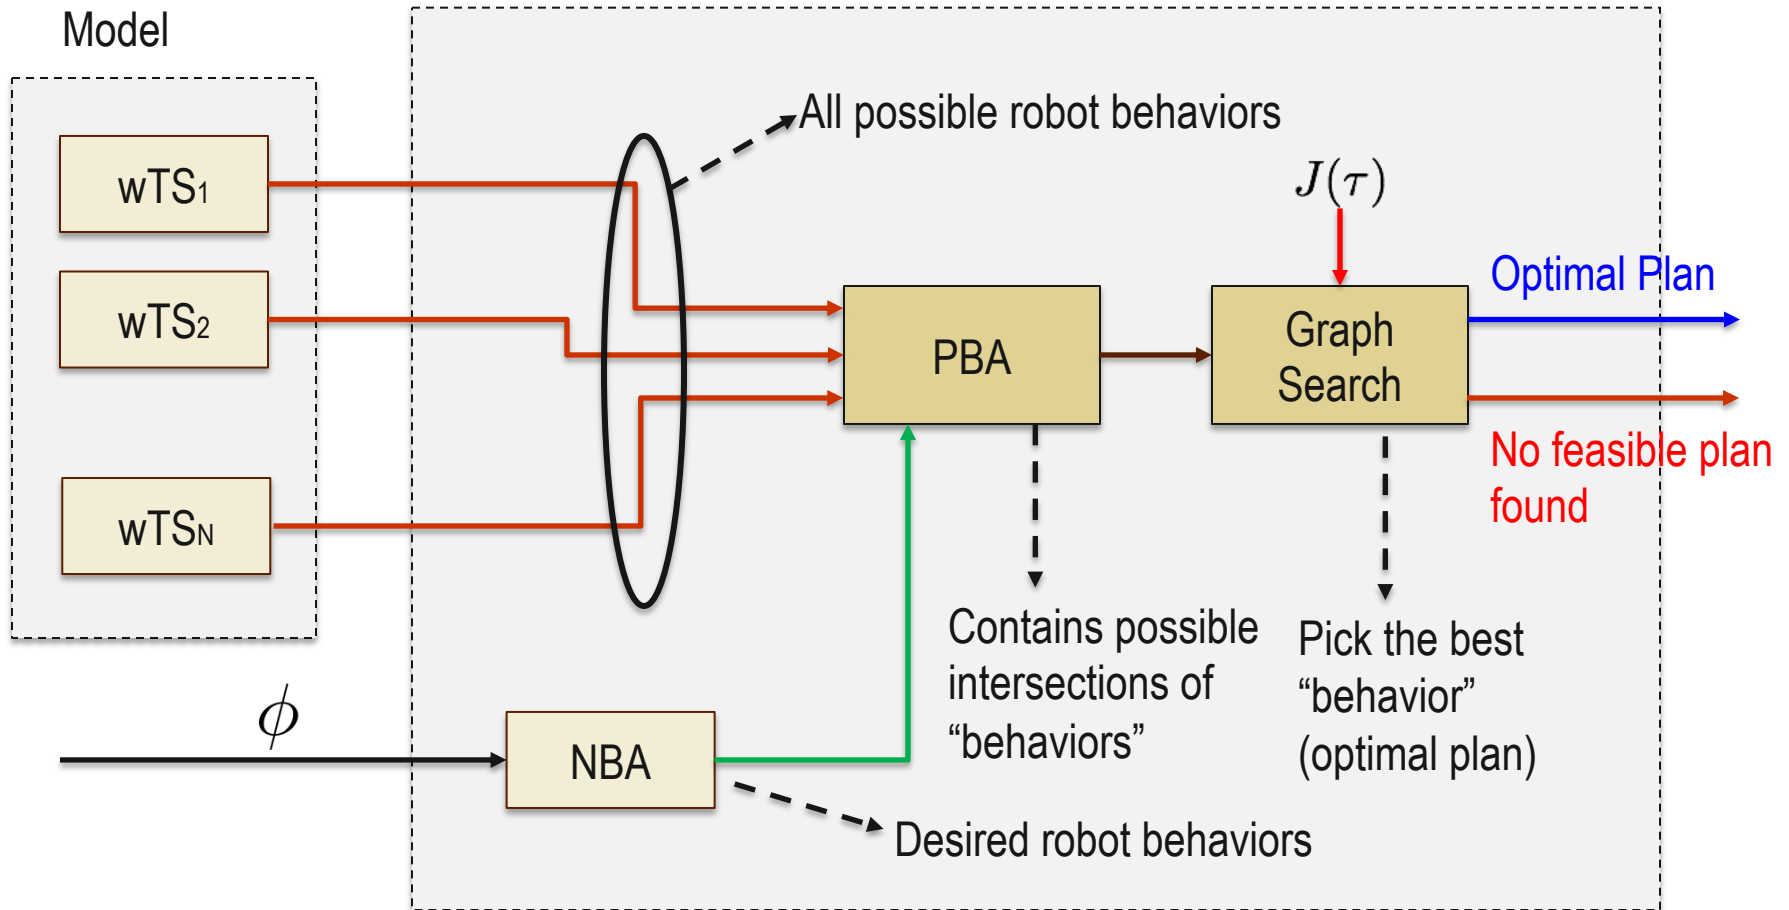 Model
wTS1
wTS2
wTSN
All possible robot behaviors
J(τ)
PBA
Graph
Search
Optimal Plan
No feasible plan
found
Contains possible
intersections of
“behaviors”
Pick the best
“behavior”
(optimal plan)
ϕ
NBA
Desired robot behaviors